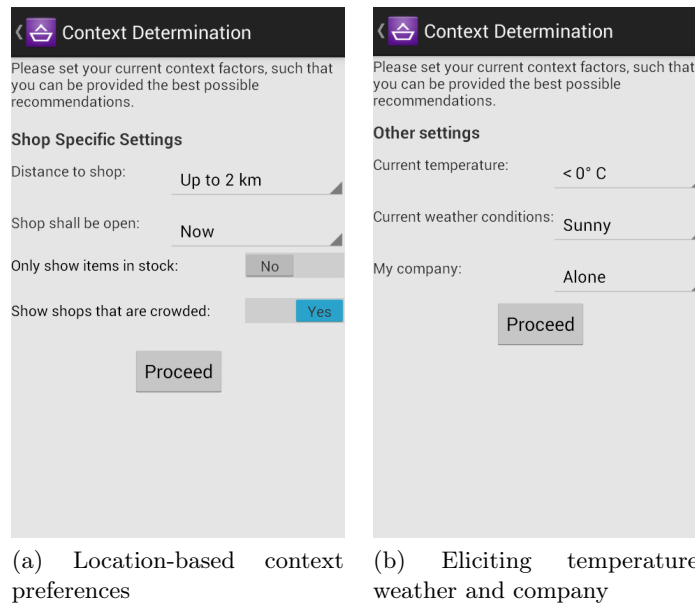 Context Determination
Please set your current context factors, such that
you can be provided the best possible
recommendations.
Shop Specific Settings
Distance to shop:
Up to 2 km
Shop shall be open:
Now
Only show items in stock:
No
Show shops that are crowded:
Yes
Proceed
(a) Location-based context
preferences
Context Determination
Please set your current context factors, such that
you can be provided the best possible
recommendations.
Other settings
Current temperature:
< 0° C
Current weather conditions:
Sunny
My company:
Alone
Proceed
(b) Eliciting temperature
weather and company